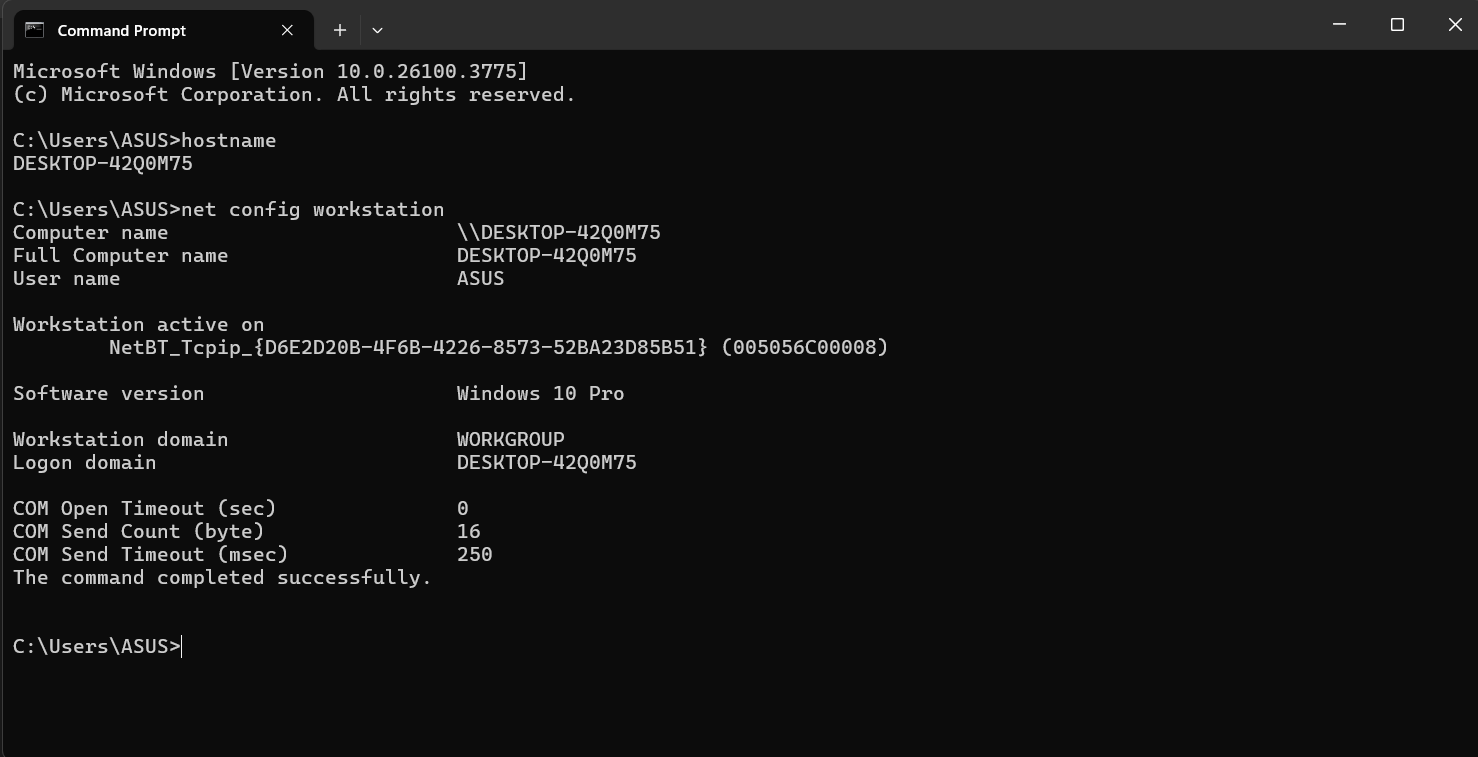 Command Prompt
Microsoft Windows [Version 10.0.26100.3775]
(c) Microsoft Corporation. All rights reserved.
C:\Users\ASUS>hostname
DESKTOP-42Q0M75
C:\Users\ASUS>net config workstation
Computer name                        \\DESKTOP-42Q0M75
Full Computer name                   DESKTOP-42Q0M75
User name                            ASUS
Workstation active on
        NetBT_Tcpip_{D6E2D20B-4F6B-4226-8573-52BA23D85B51} (005056C00008)
Software version                     Windows 10 Pro
Workstation domain                   WORKGROUP
Logon domain                         DESKTOP-42Q0M75
COM Open Timeout (sec)               0
COM Send Count (byte)                16
COM Send Timeout (msec)              250
The command completed successfully.
C:\Users\ASUS>